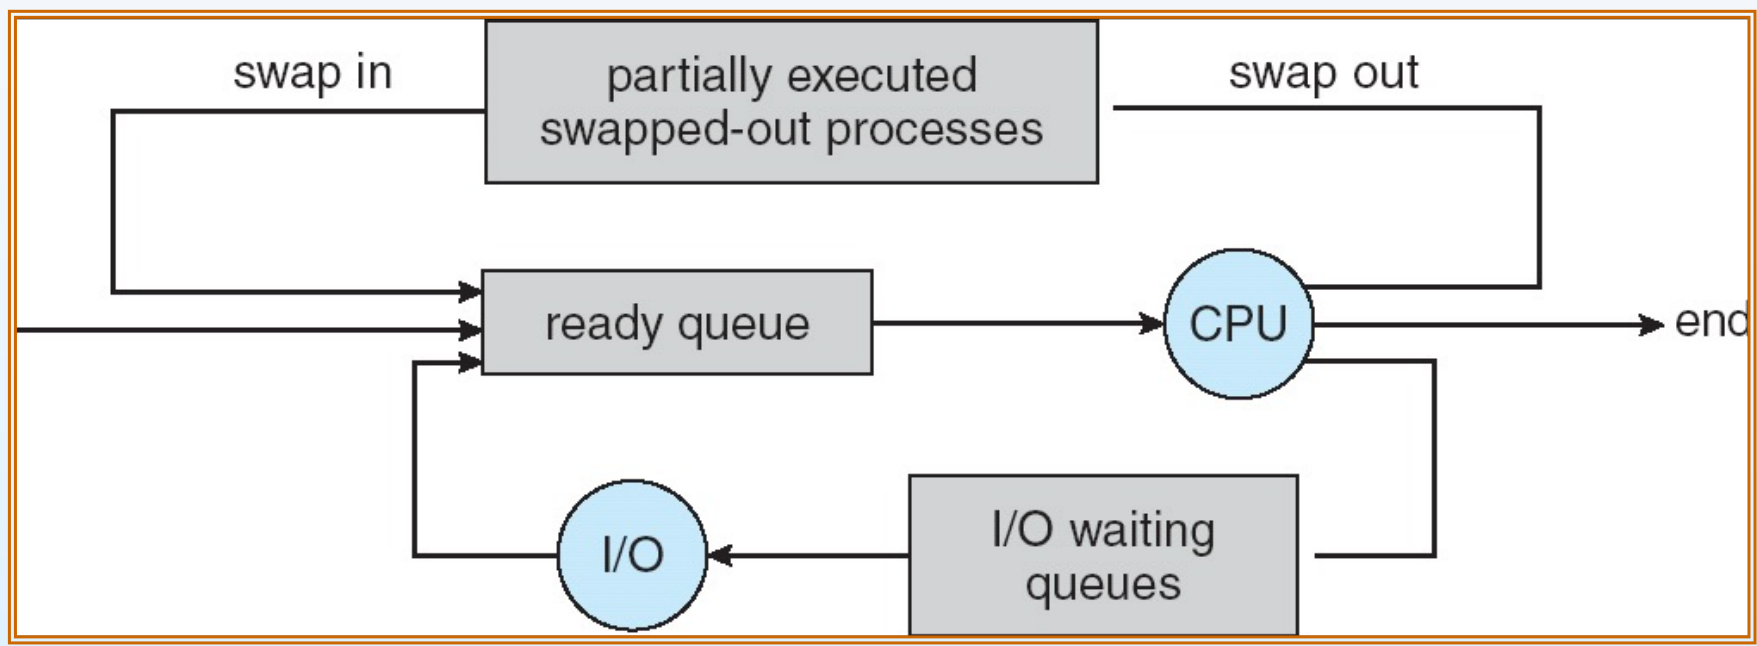 swap in
partially executed
swapped-out processes
swap out
ready queue
CPU
end
I/O
I/O waiting
queues